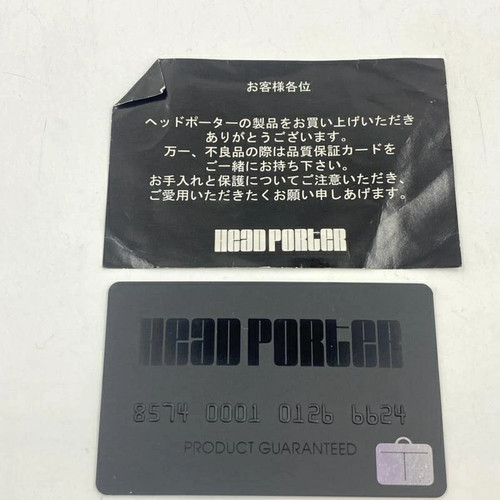 お客様各位
ヘッドポーターの製品をお買い上げいただき
ありがとうございます。
万一、不良品の際は品質保証カードを
ご一緒にお持ち下さい。
お手入れと保護についてご注意いただき、
ご愛用いただきたくお願い申しあげます。
HEAD PORTER
HEAD PORTER
8574 0001 0126 6624
PRODUCT GUARANTEED